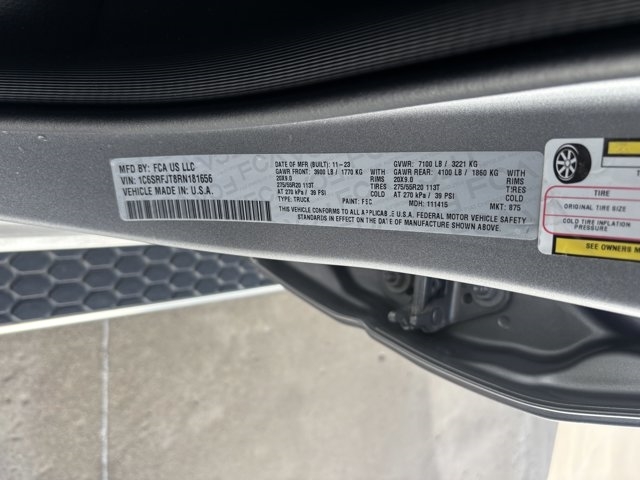 MFD BY: FCA US LLC
VIN: 1C6SRFJT8RN181656
VEHICLE MADE IN U.S.A.
DATE OF MFR (BUILT): 11-23
GAWR FRONT: 3900 LB / 1770 KG WITH
20X9.0 RIMS
275/55R20 113T TIRES
AT 270 kPa / 39 PSI COLD
TYPE: TRUCK PAINT: PSC
GVWR: 7100 LB / 3221 KG
GAWR REAR: 4100 LB / 1860 KG WITH
20X9.0 RIMS
275/55R20 113T TIRES
AT 270 kPa / 39 PSI COLD
MDH: 111415 MKT: 875
THIS VEHICLE CONFORMS TO ALL APPLICABLE U.S.A. FEDERAL MOTOR VEHICLE SAFETY
STANDARDS IN EFFECT ON THE DATE OF MANUFACTURE SHOWN ABOVE.
TIRE
ORIGINAL TIRE SIZE
COLD TIRE INFLATION
PRESSURE
SEE OWNERS M